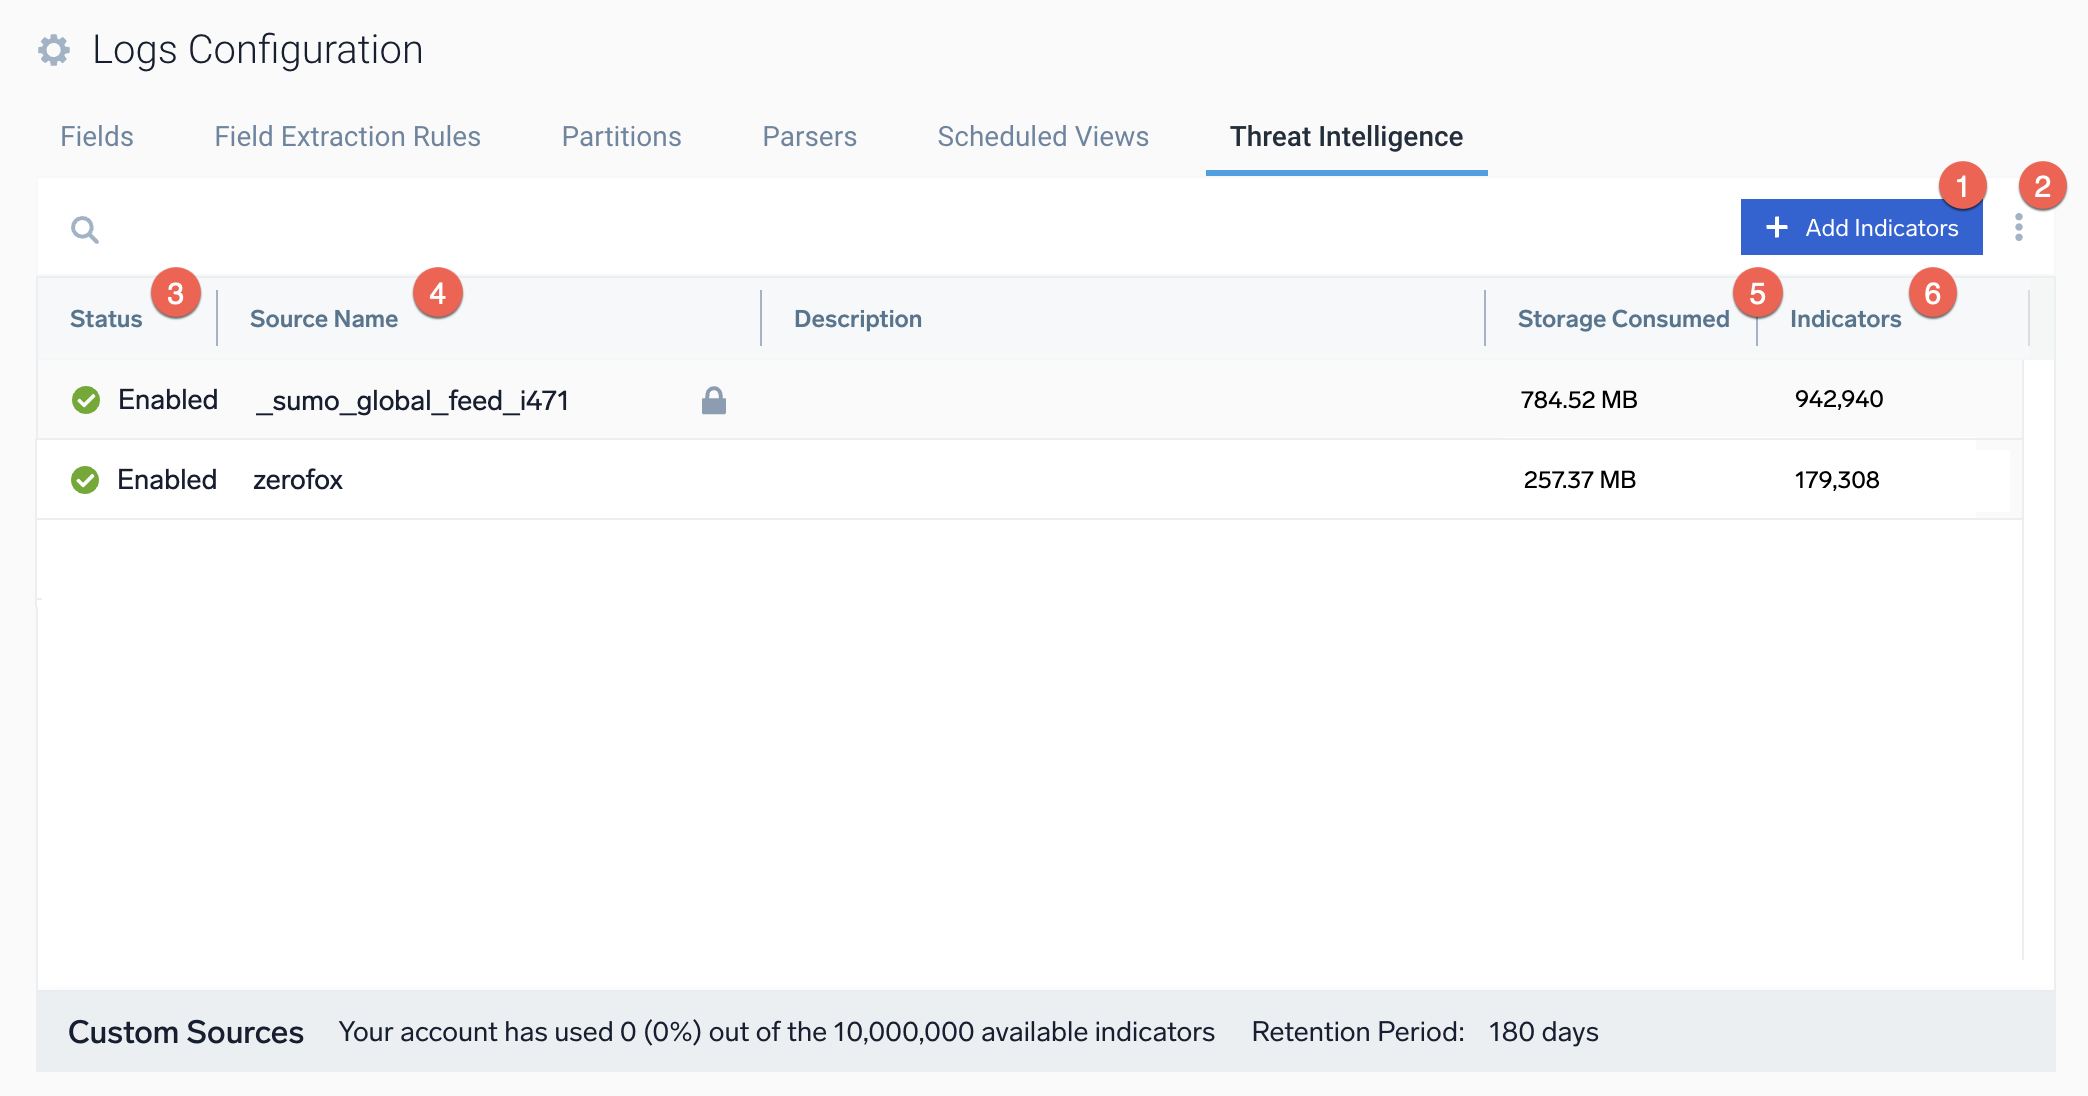 Logs Configuration
Fields Field Extraction Rules Partitions Parsers Scheduled Views Threat Intelligence
1 2
+ Add Indicators
3 4 5 6
Status Source Name Description Storage Consumed Indicators
Enabled _sumo_global_feed_i471 784.52 MB 942,940
Enabled zerofox 257.37 MB 179,308
Custom Sources Your account has used 0 (0%) out of the 10,000,000 available indicators Retention Period: 180 days